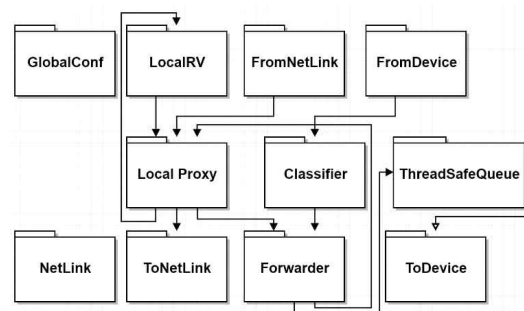 GlobalConf
LocalRV
FromNetLink
FromDevice
Local Proxy
Classifier
ThreadSafeQueue
NetLink
ToNetLink
Forwarder
ToDevice